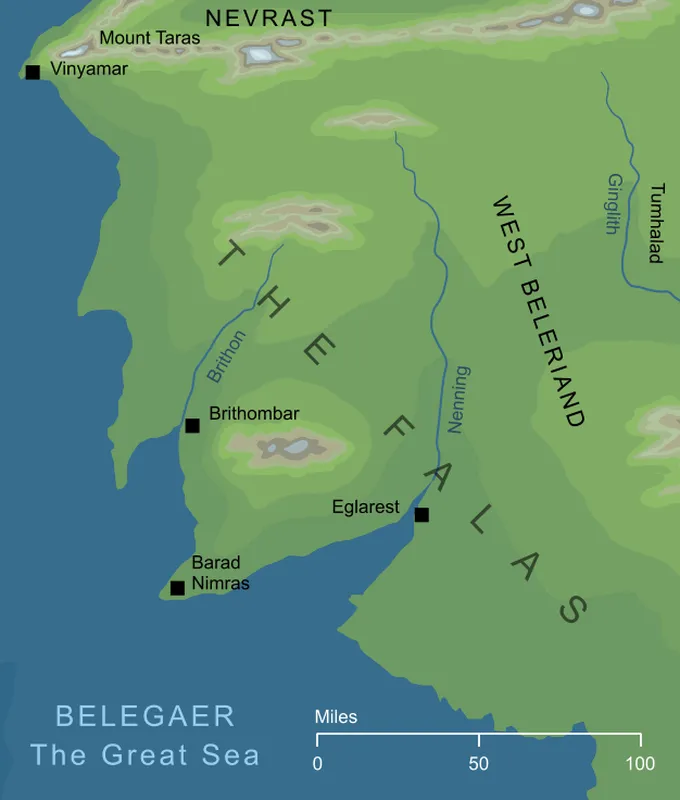 NEVRAST
Mount Taras
Vinyamar
Ginglith
Tumhalad
WEST BELERIAND
THE FALAS
Brithon
Nenning
Brithombar
Eglarest
Barad
Nimras
BELEGAER
The Great Sea
Miles
0 50 100